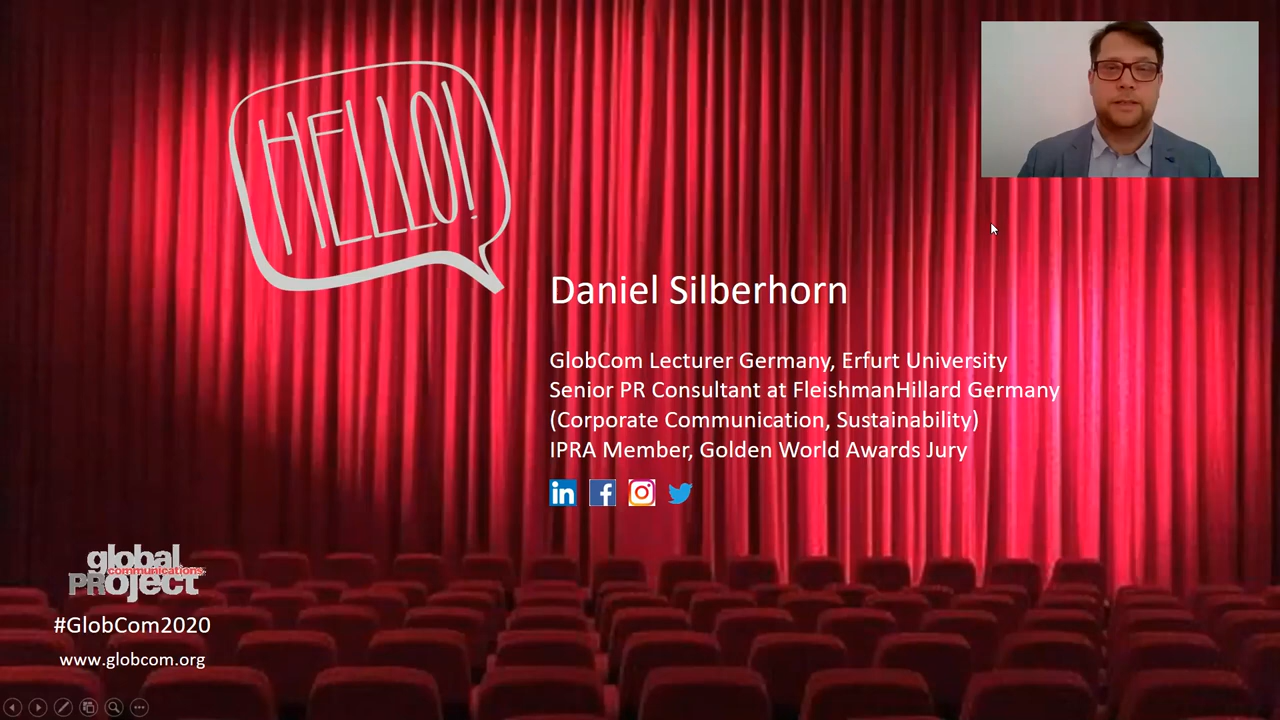 HELLO!
Daniel Silberhorn
GlobCom Lecturer Germany, Erfurt University
Senior PR Consultant at FleishmanHillard Germany
(Corporate Communication, Sustainability)
IPRA Member, Golden World Awards Jury
in f
global
communications
PROject
#GlobCom2020
www.globcom.org